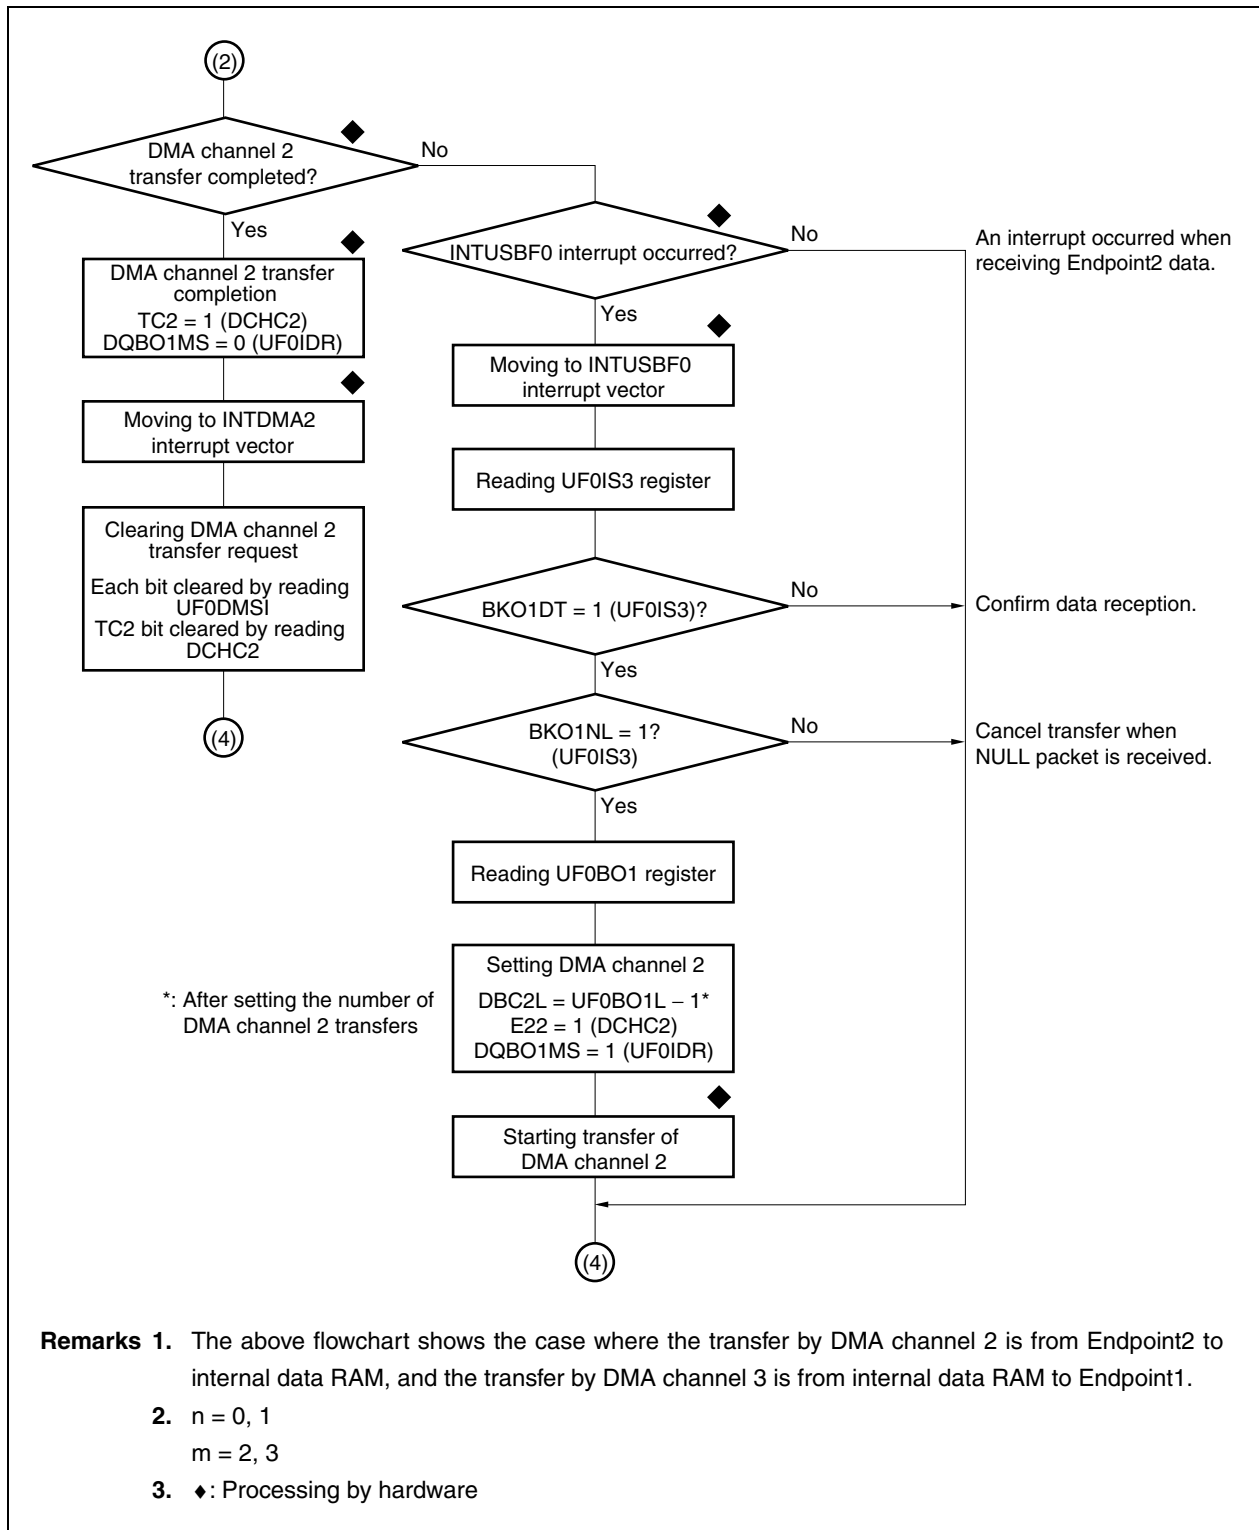 (2)
DMA channel 2
transfer completed?
No
Yes
DMA channel 2 transfer
completion
TC2 = 1 (DCHC2)
DQBO1MS = 0 (UF0IDR)
Moving to INTDMA2
interrupt vector
Clearing DMA channel 2
transfer request
Each bit cleared by reading
UF0DMSI
TC2 bit cleared by reading
DCHC2
(4)
INTUSBF0 interrupt occurred?
No
An interrupt occurred when
receiving Endpoint2 data.
Yes
Moving to INTUSBF0
interrupt vector
Reading UF0IS3 register
BKO1DT = 1 (UF0IS3)?
No
Confirm data reception.
Yes
BKO1NL = 1?
(UF0IS3)
No
Cancel transfer when
NULL packet is received.
Yes
Reading UF0BO1 register
Setting DMA channel 2
DBC2L = UF0BO1L − 1*
E22 = 1 (DCHC2)
DQBO1MS = 1 (UF0IDR)
*: After setting the number of
DMA channel 2 transfers
Starting transfer of
DMA channel 2
(4)
Remarks 1. The above flowchart shows the case where the transfer by DMA channel 2 is from Endpoint2 to
internal data RAM, and the transfer by DMA channel 3 is from internal data RAM to Endpoint1.
2. n = 0, 1
m = 2, 3
3. ♦: Processing by hardware